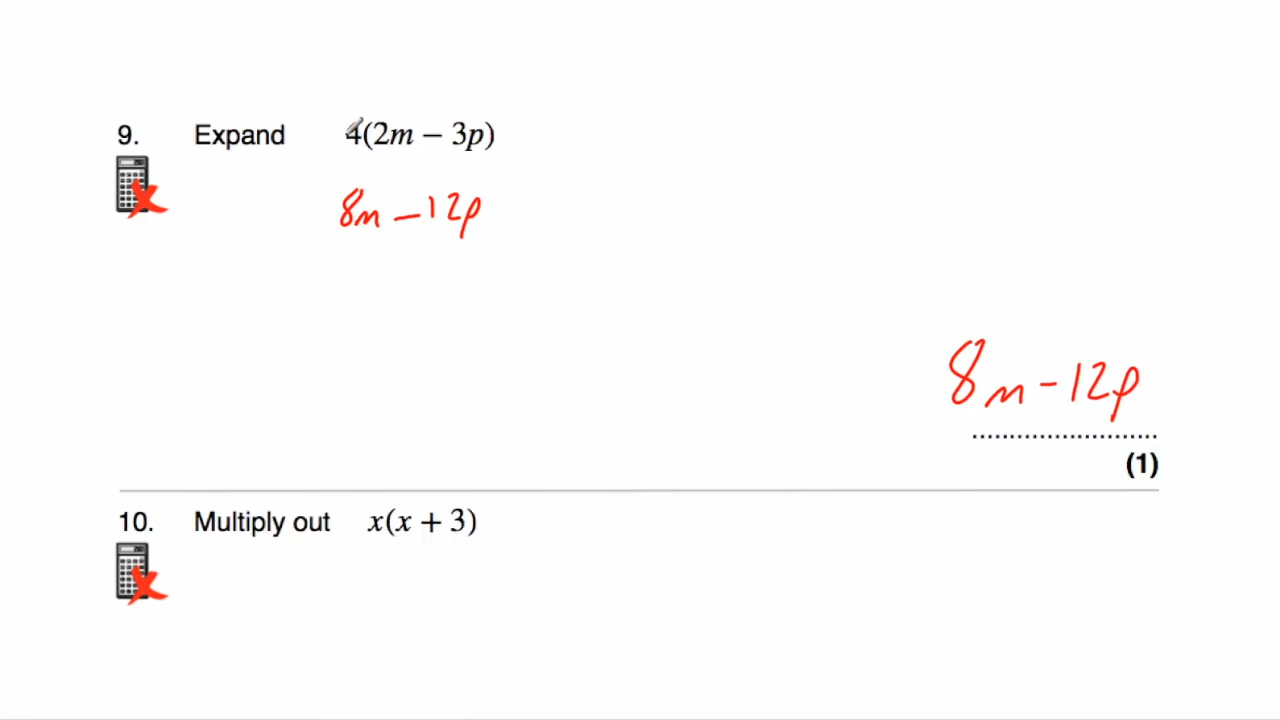 9. Expand 4(2m − 3p)
8m − 12p
8m − 12p
(1)
10. Multiply out x(x + 3)